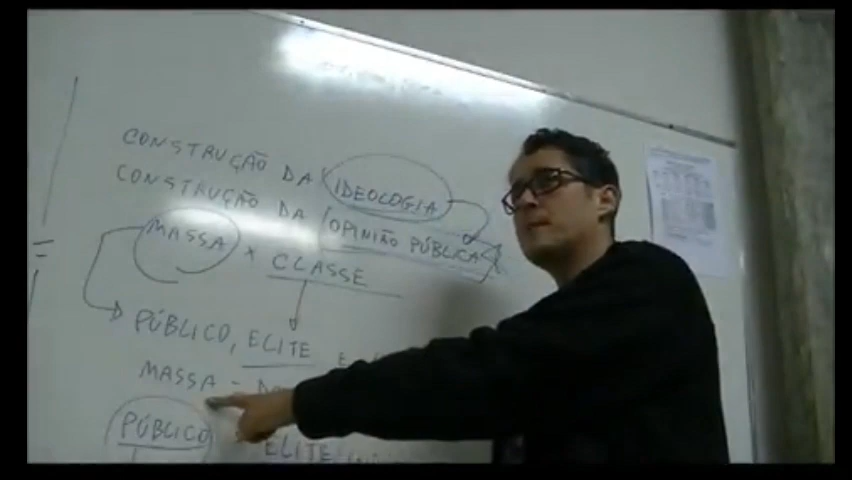 CONSTRUÇÃO DA IDEOLOGIA
CONSTRUÇÃO DA OPINIÃO PÚBLICA
MASSA x CLASSE
PÚBLICO, ELITE E
MASSA -
PÚBLICO ELITE